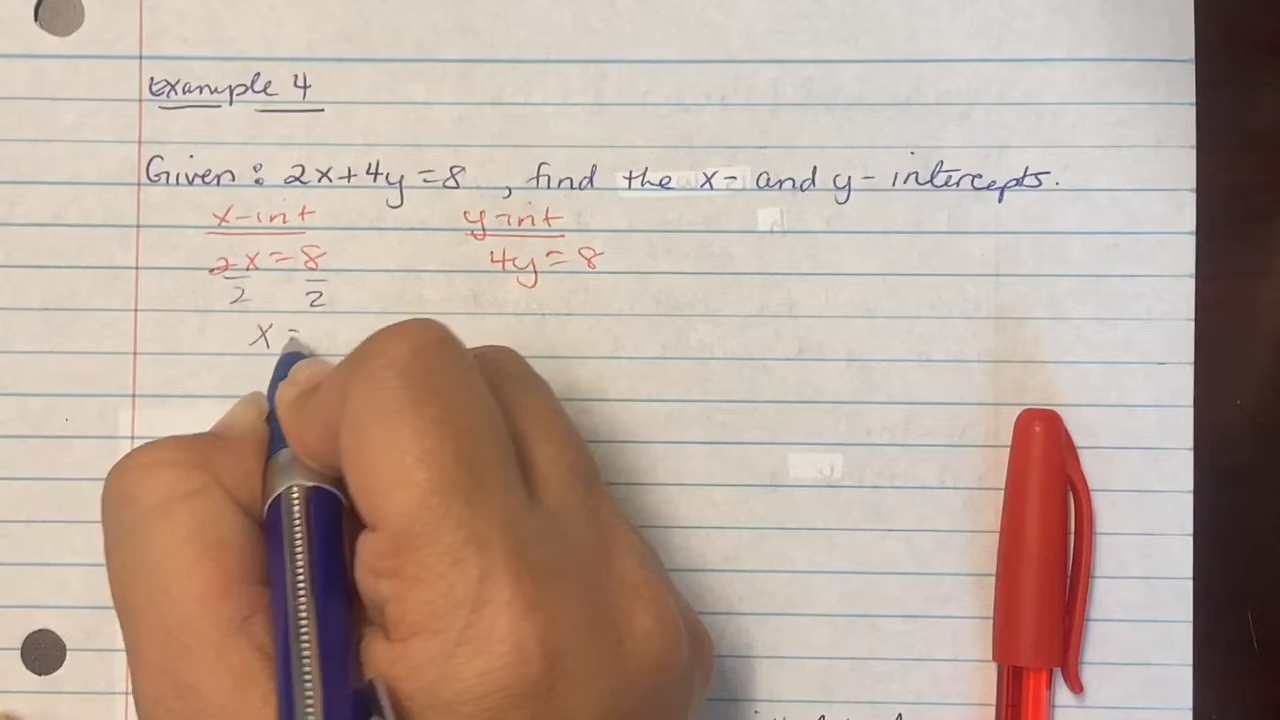 Example 4
Given: 2x+4y=8, find the x- and y-intercepts.
x-int y-int
2x=8 4y=8
2 2
x=